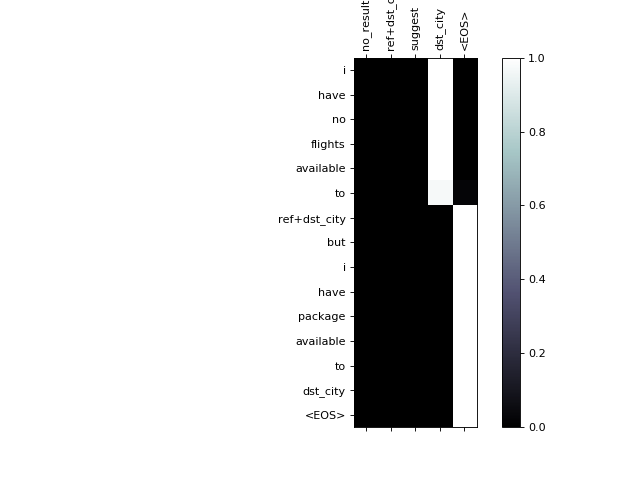 no_result
ref+dst_c
suggest
dst_city
<EOS>
i
have
no
flights
available
to
ref+dst_city
but
i
have
package
available
to
dst_city
<EOS>
1.0
0.8
0.6
0.4
0.2
0.0